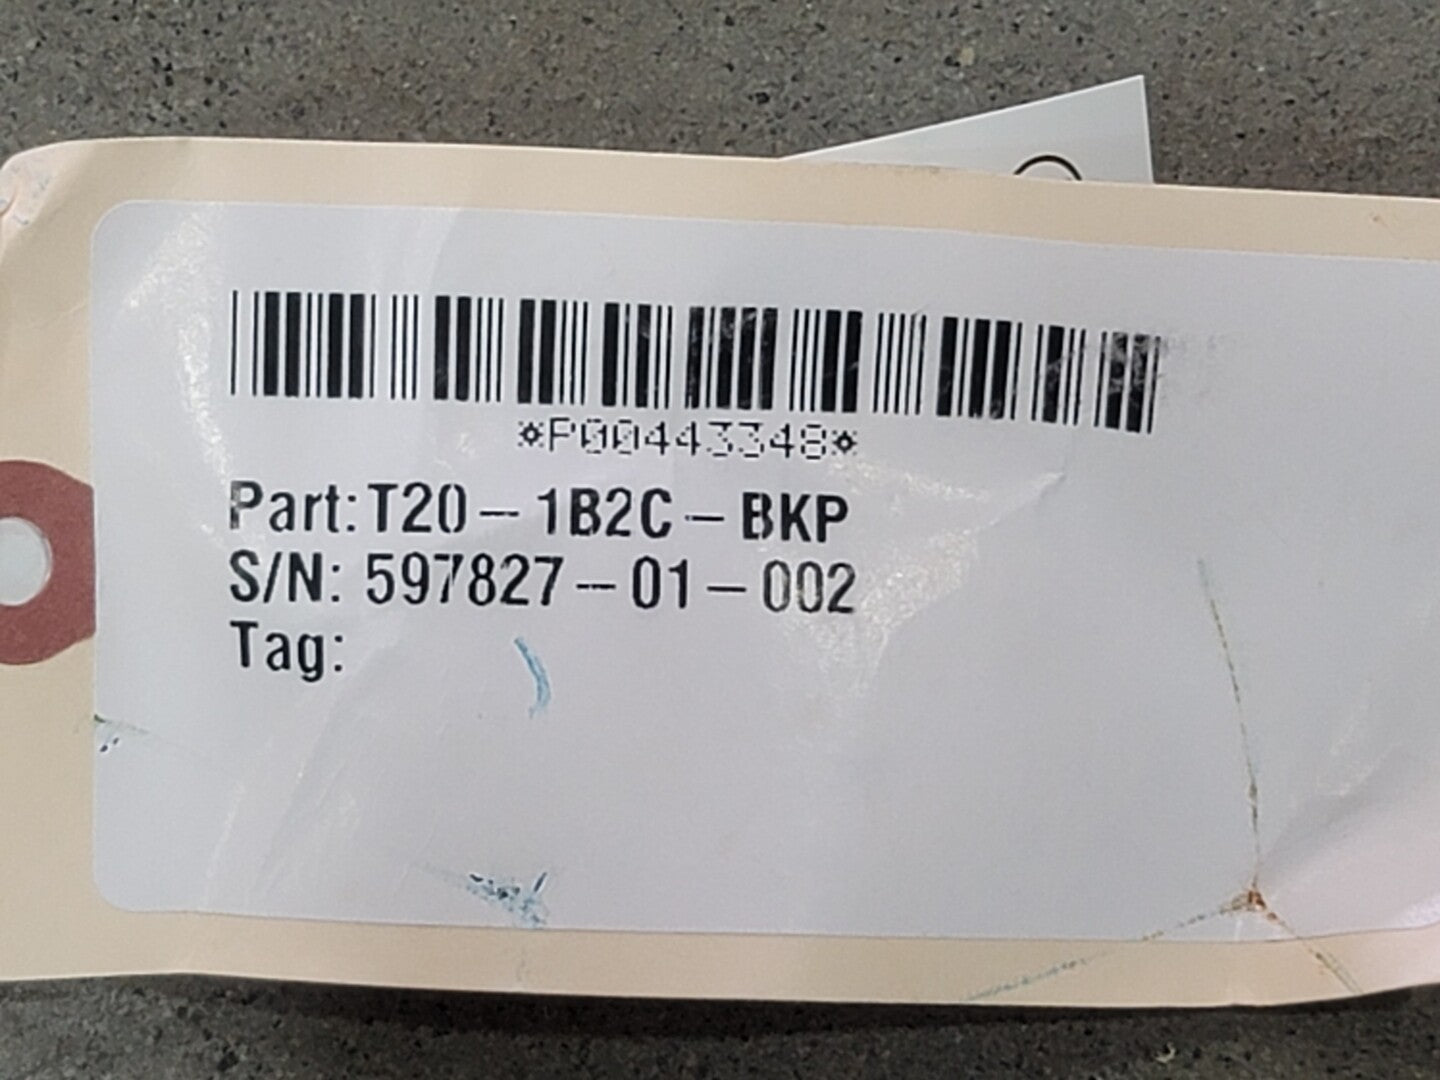 *P00443348*
Part: T20-1B2C-BKP
S/N: 597827-01-002
Tag: